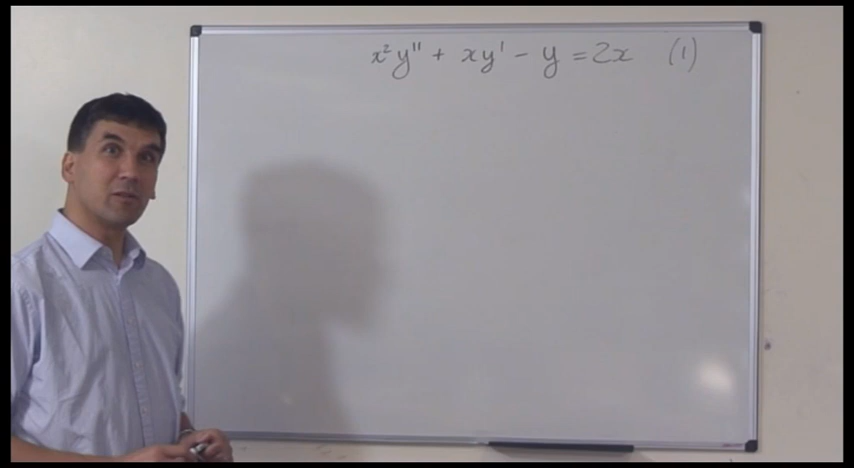 x²y'' + xy' - y = 2x (1)